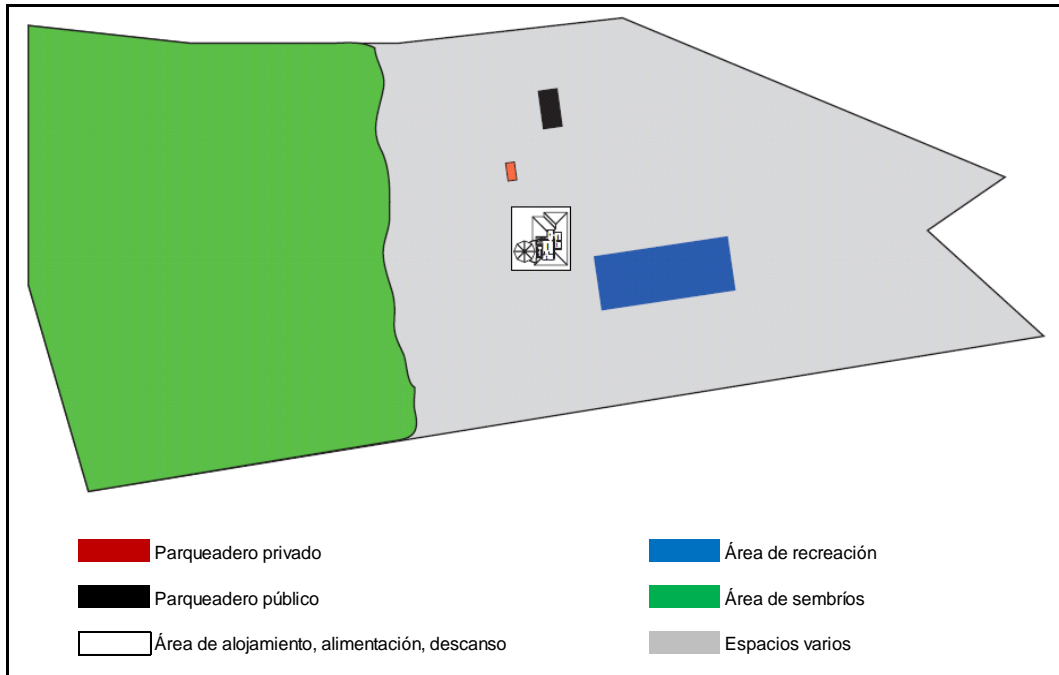 Parqueadero privado
Parqueadero público
Área de alojamiento, alimentación, descanso
Área de recreación
Área de sembríos
Espacios varios